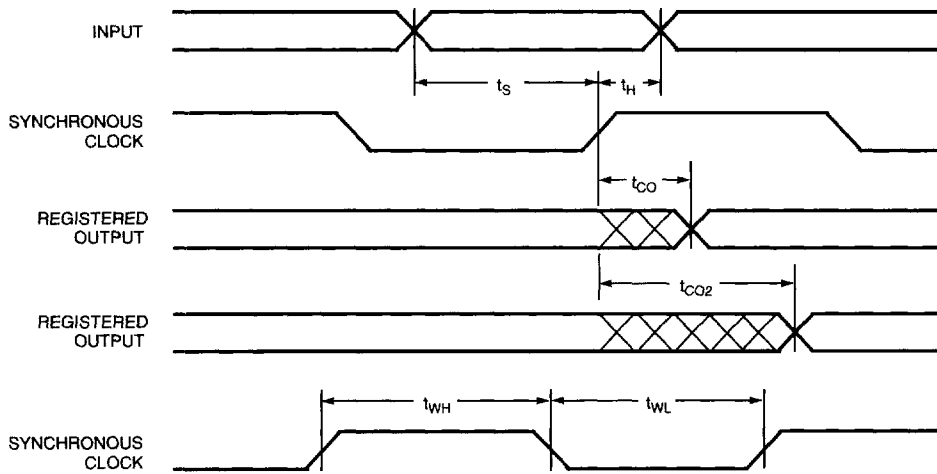 INPUT
tS
tH
SYNCHRONOUS
CLOCK
tCO
REGISTERED
OUTPUT
tCO2
REGISTERED
OUTPUT
tWH
tWL
SYNCHRONOUS
CLOCK